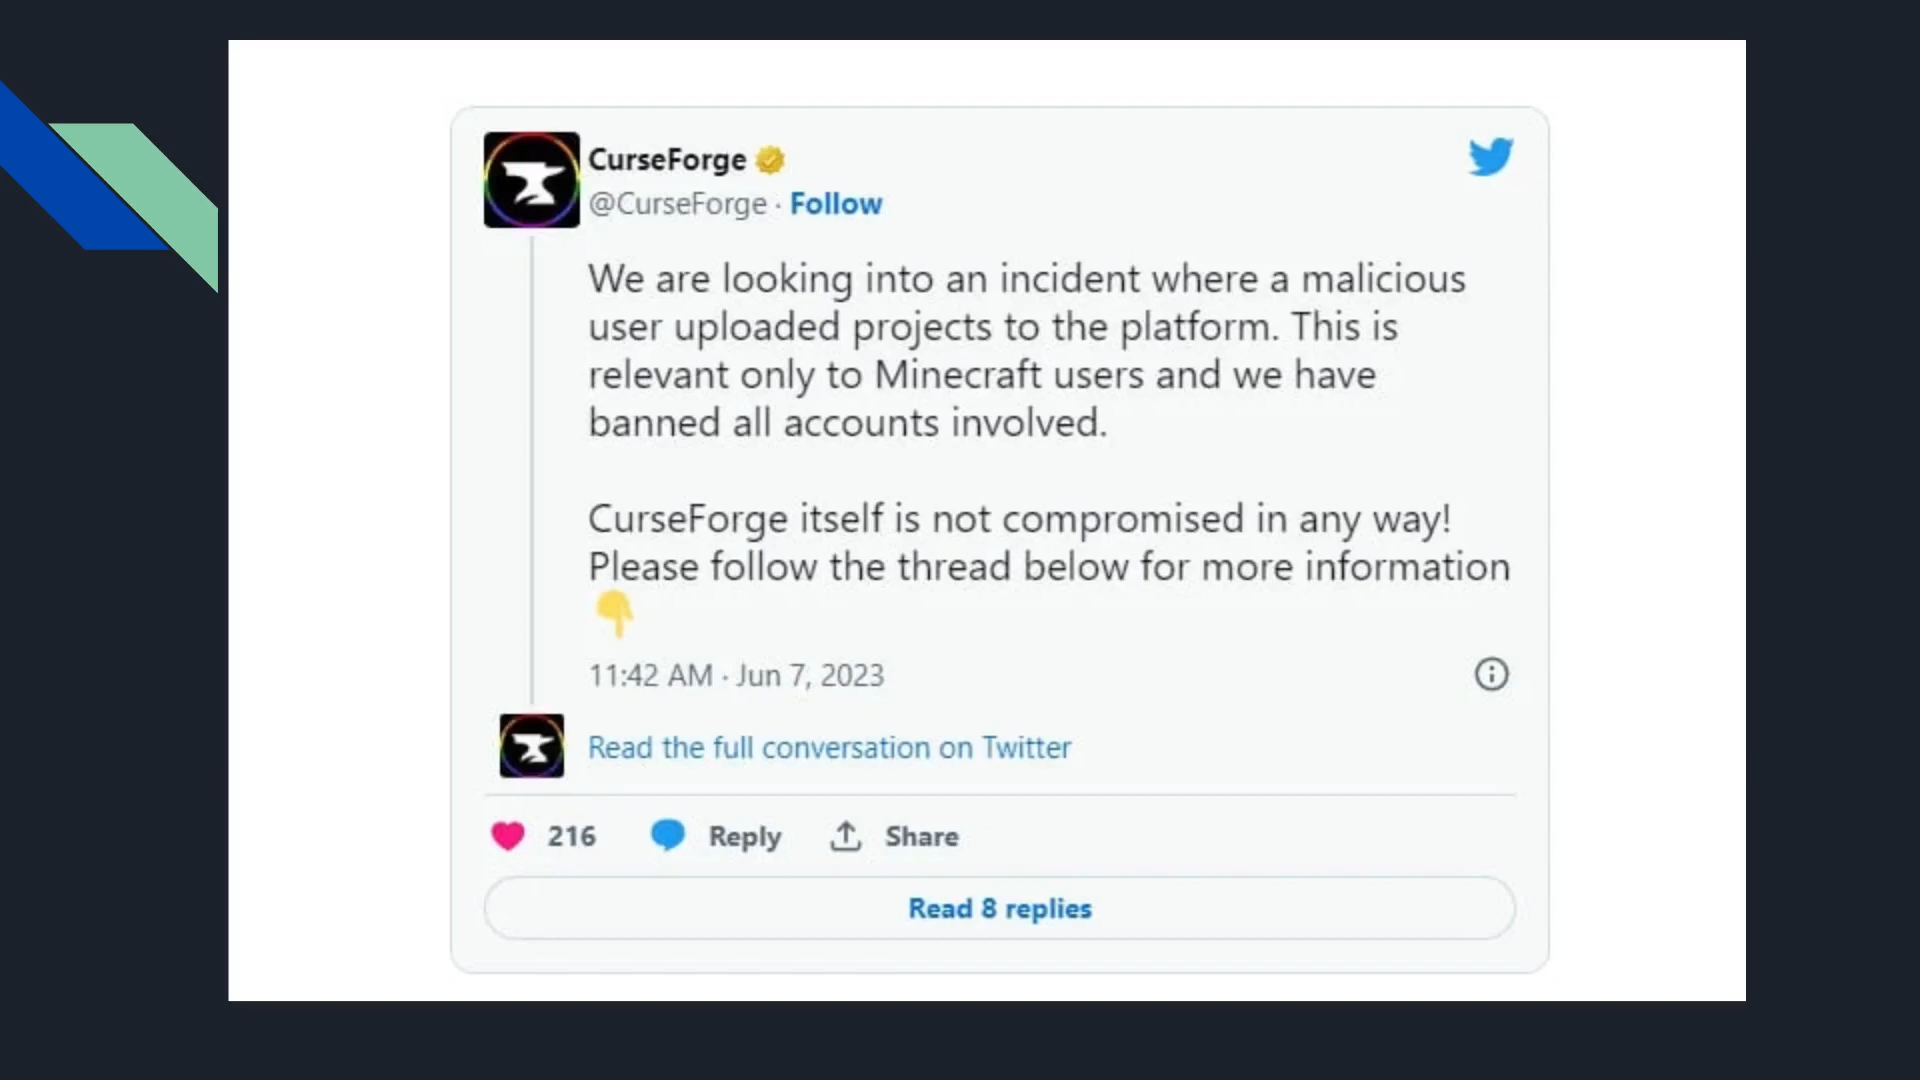 CurseForge
@CurseForge · Follow
We are looking into an incident where a malicious
user uploaded projects to the platform. This is
relevant only to Minecraft users and we have
banned all accounts involved.
CurseForge itself is not compromised in any way!
Please follow the thread below for more information
👇
11:42 AM · Jun 7, 2023
Read the full conversation on Twitter
216 Reply Share
Read 8 replies